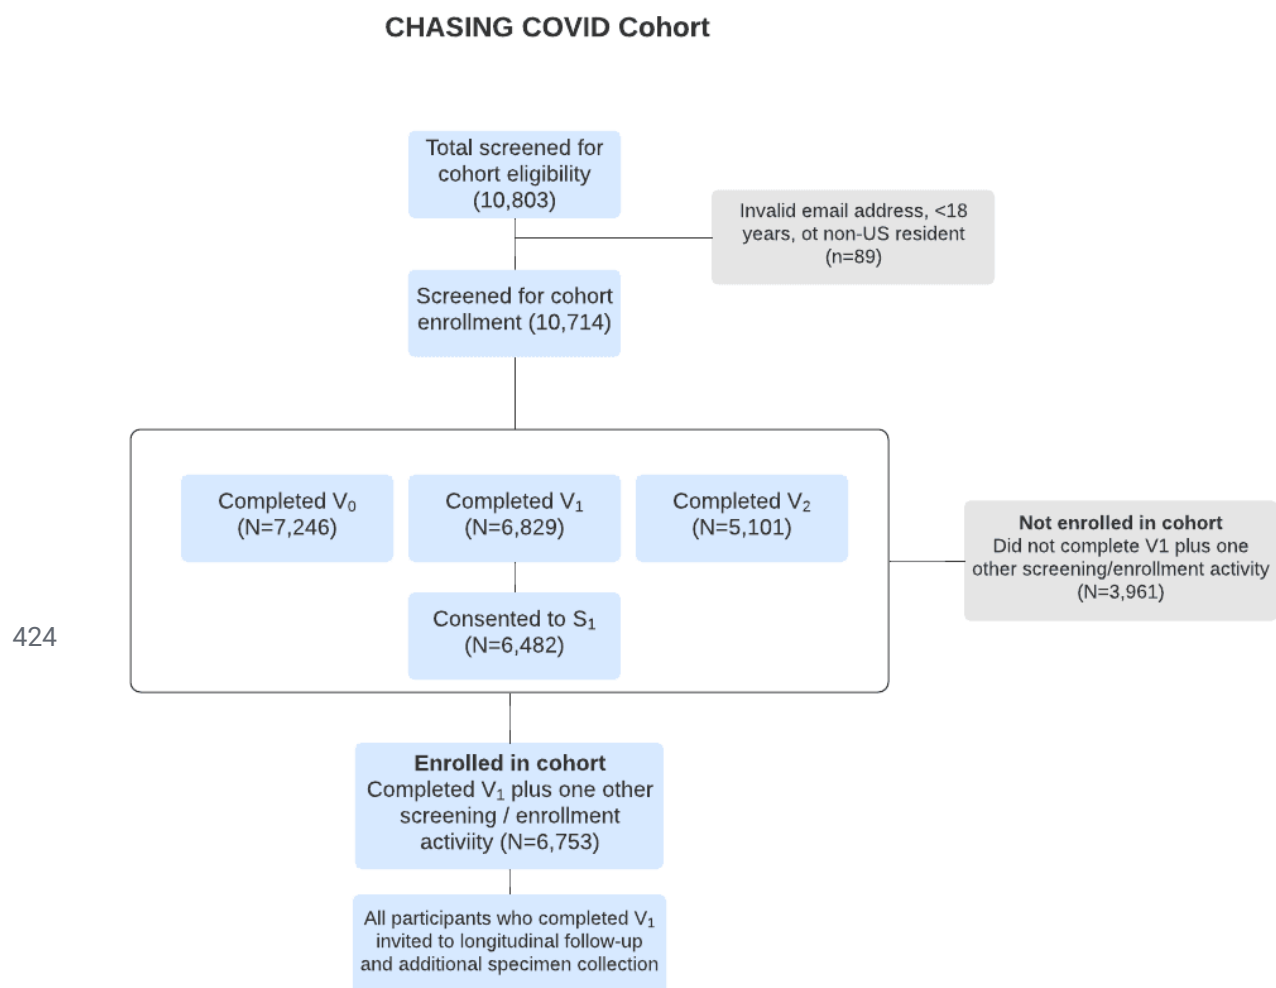 CHASING COVID Cohort
Total screened for
cohort eligibility
(10,803)
Invalid email address, <18
years, ot non-US resident
(n=89)
Screened for cohort
enrollment (10,714)
Completed V₀
(N=7,246)
Completed V₁
(N=6,829)
Completed V₂
(N=5,101)
Not enrolled in cohort
Did not complete V1 plus one
other screening/enrollment activity
(N=3,961)
Consented to S₁
(N=6,482)
424
Enrolled in cohort
Completed V₁ plus one other
screening / enrollment
activiity (N=6,753)
All participants who completed V₁
invited to longitudinal follow-up
and additional specimen collection